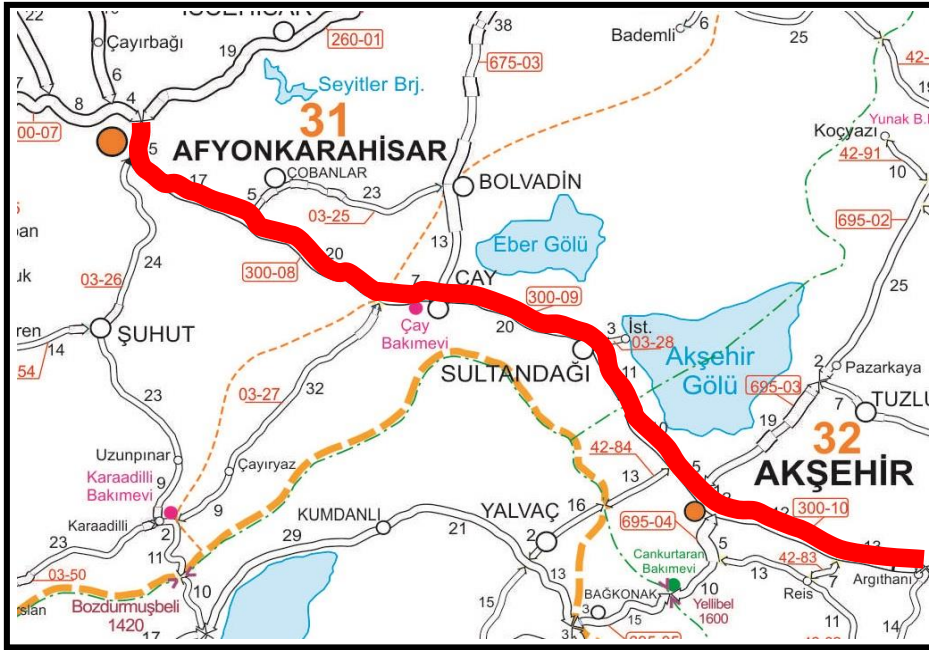 22
Çayırbağı
19
260-01
38
675-03
6
Bademli
25
42-
6
8
4
00-07
Seyitler Brj.
31
AFYONKARAHİSAR
5
17
ÇOBANLAR
5
23
03-25
BOLVADİN
13
19
Koçyazı
Yunak B.
42-91
10
695-02
25
Eber Gölü
24
03-26
300-08
20
7
ÇAY
Çay
Bakımevi
300-09
20
3
İst.
03-28
SULTANDAĞI
11
Akşehir
Gölü
695-03
2
Pazarkaya
7
TUZLU
19
ŞUHUT
14
54
23
03-27
32
42-84
13
5
32
AKŞEHİR
Uzunpınar
Karaadilli
Bakımevi
9
Çayıryaz
9
Karaadilli
23
2
11
03-50
10
Bozdurmuşbeli
1420
17
29
KUMDANLI
21
YALVAÇ
2
16
13
15
695-04
300-10
Cankurtaran
Bakımevi
5
10
13
42-83
7
Reis
Argıthanı
14
BAĞKONAK
3
15
3
Yellibel
1600